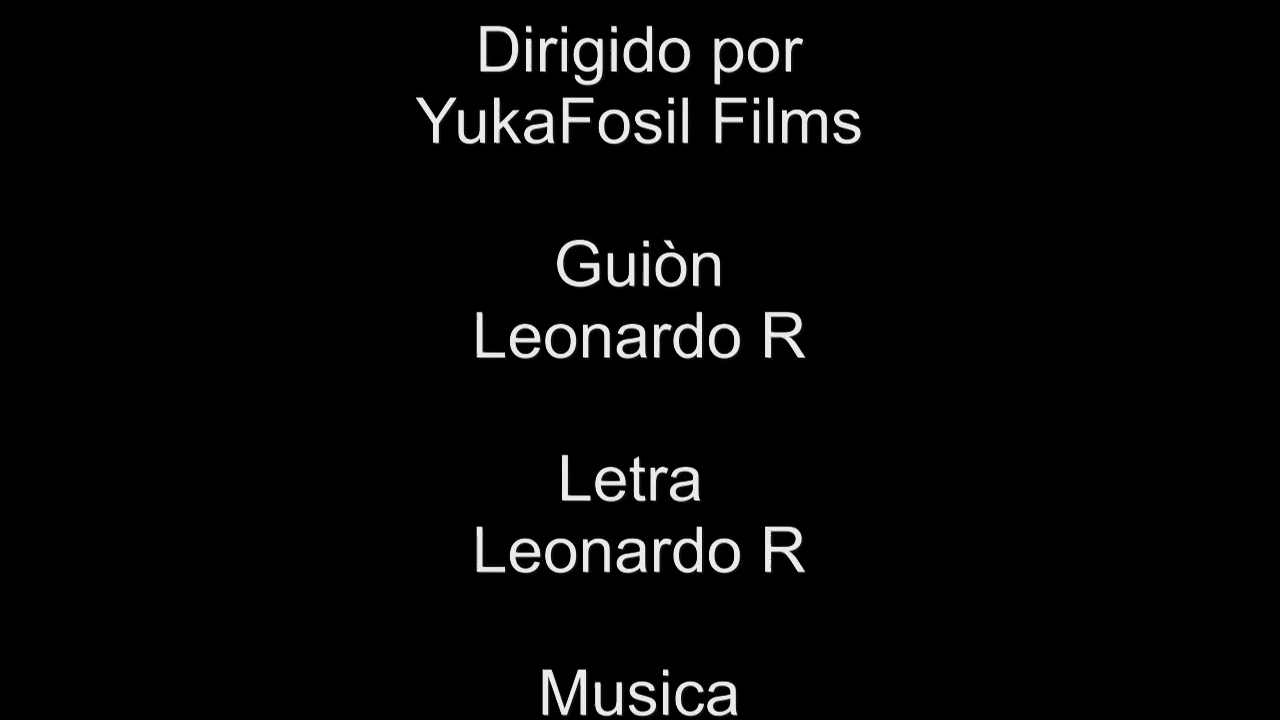 Dirigido por
YukaFosil Films
Guiòn
Leonardo R
Letra
Leonardo R
Musica